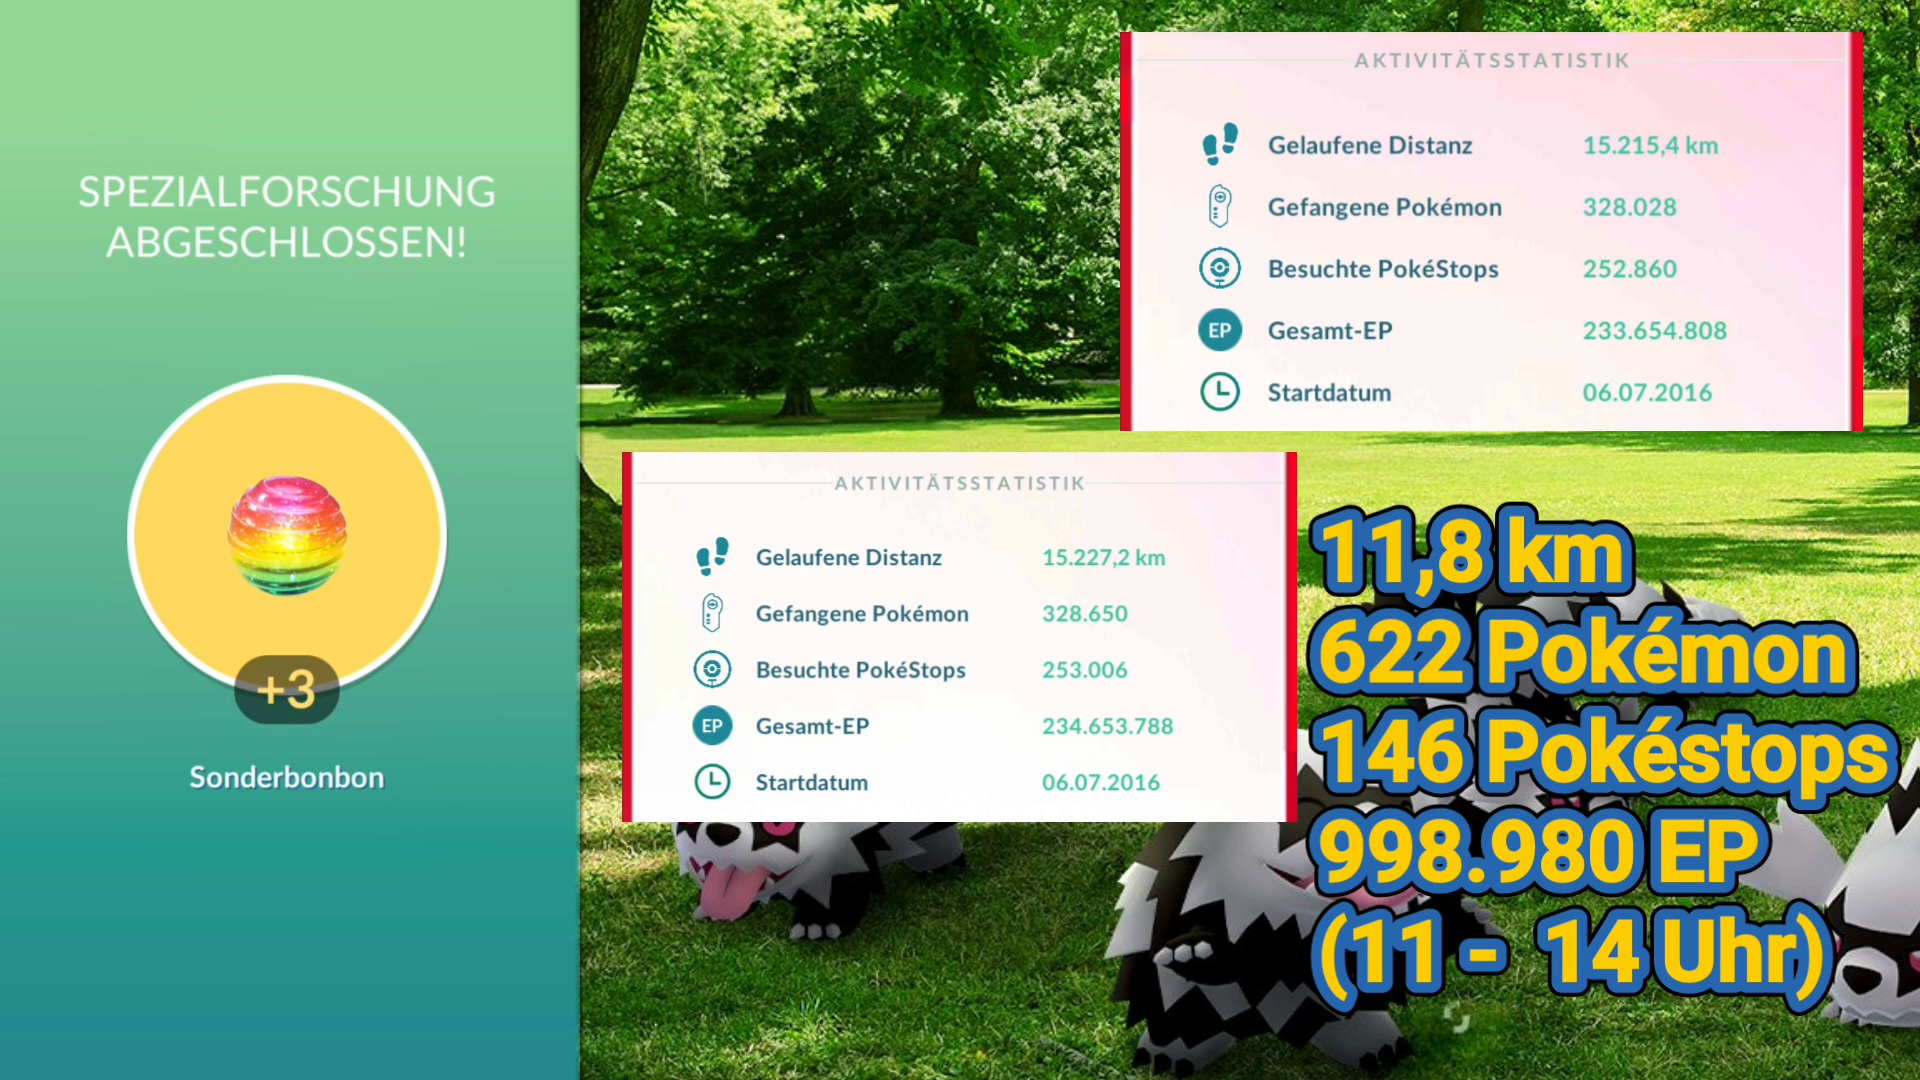 SPEZIALFORSCHUNG
ABGESCHLOSSEN!
+3
Sonderbonbon
AKTIVITÄTSSTATISTIK
Gelaufene Distanz 15.215,4 km
Gefangene Pokémon 328.028
Besuchte PokéStops 252.860
EP Gesamt-EP 233.654.808
Startdatum 06.07.2016
AKTIVITÄTSSTATISTIK
Gelaufene Distanz 15.227,2 km
Gefangene Pokémon 328.650
Besuchte PokéStops 253.006
EP Gesamt-EP 234.653.788
Startdatum 06.07.2016
11,8 km
622 Pokémon
146 Pokéstops
998.980 EP
(11 - 14 Uhr)